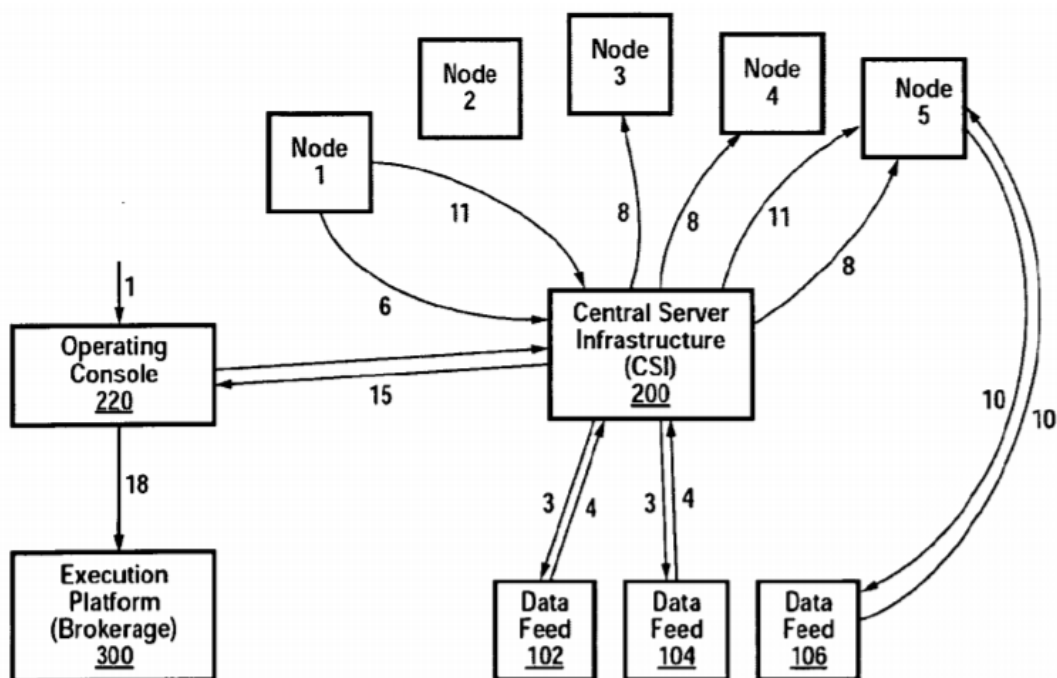 Node
1
Node
2
Node
3
Node
4
Node
5
11
6
8
8
11
8
1
Operating
Console
220
15
Central Server
Infrastructure
(CSI)
200
10
10
18
3
4
3
4
Execution
Platform
(Brokerage)
300
Data
Feed
102
Data
Feed
104
Data
Feed
106